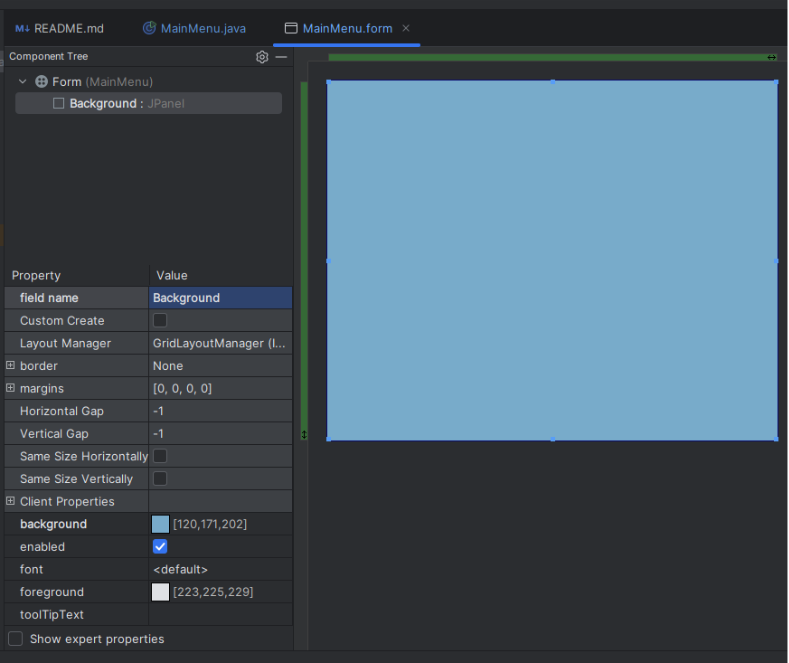 M↓ README.md MainMenu.java MainMenu.form ×
Component Tree
Form (MainMenu)
Background : JPanel
Property Value
field name Background
Custom Create
Layout Manager GridLayoutManager (I...
border None
margins [0, 0, 0, 0]
Horizontal Gap -1
Vertical Gap -1
Same Size Horizontally
Same Size Vertically
Client Properties
background [120,171,202]
enabled
font <default>
foreground [223,225,229]
toolTipText
Show expert properties